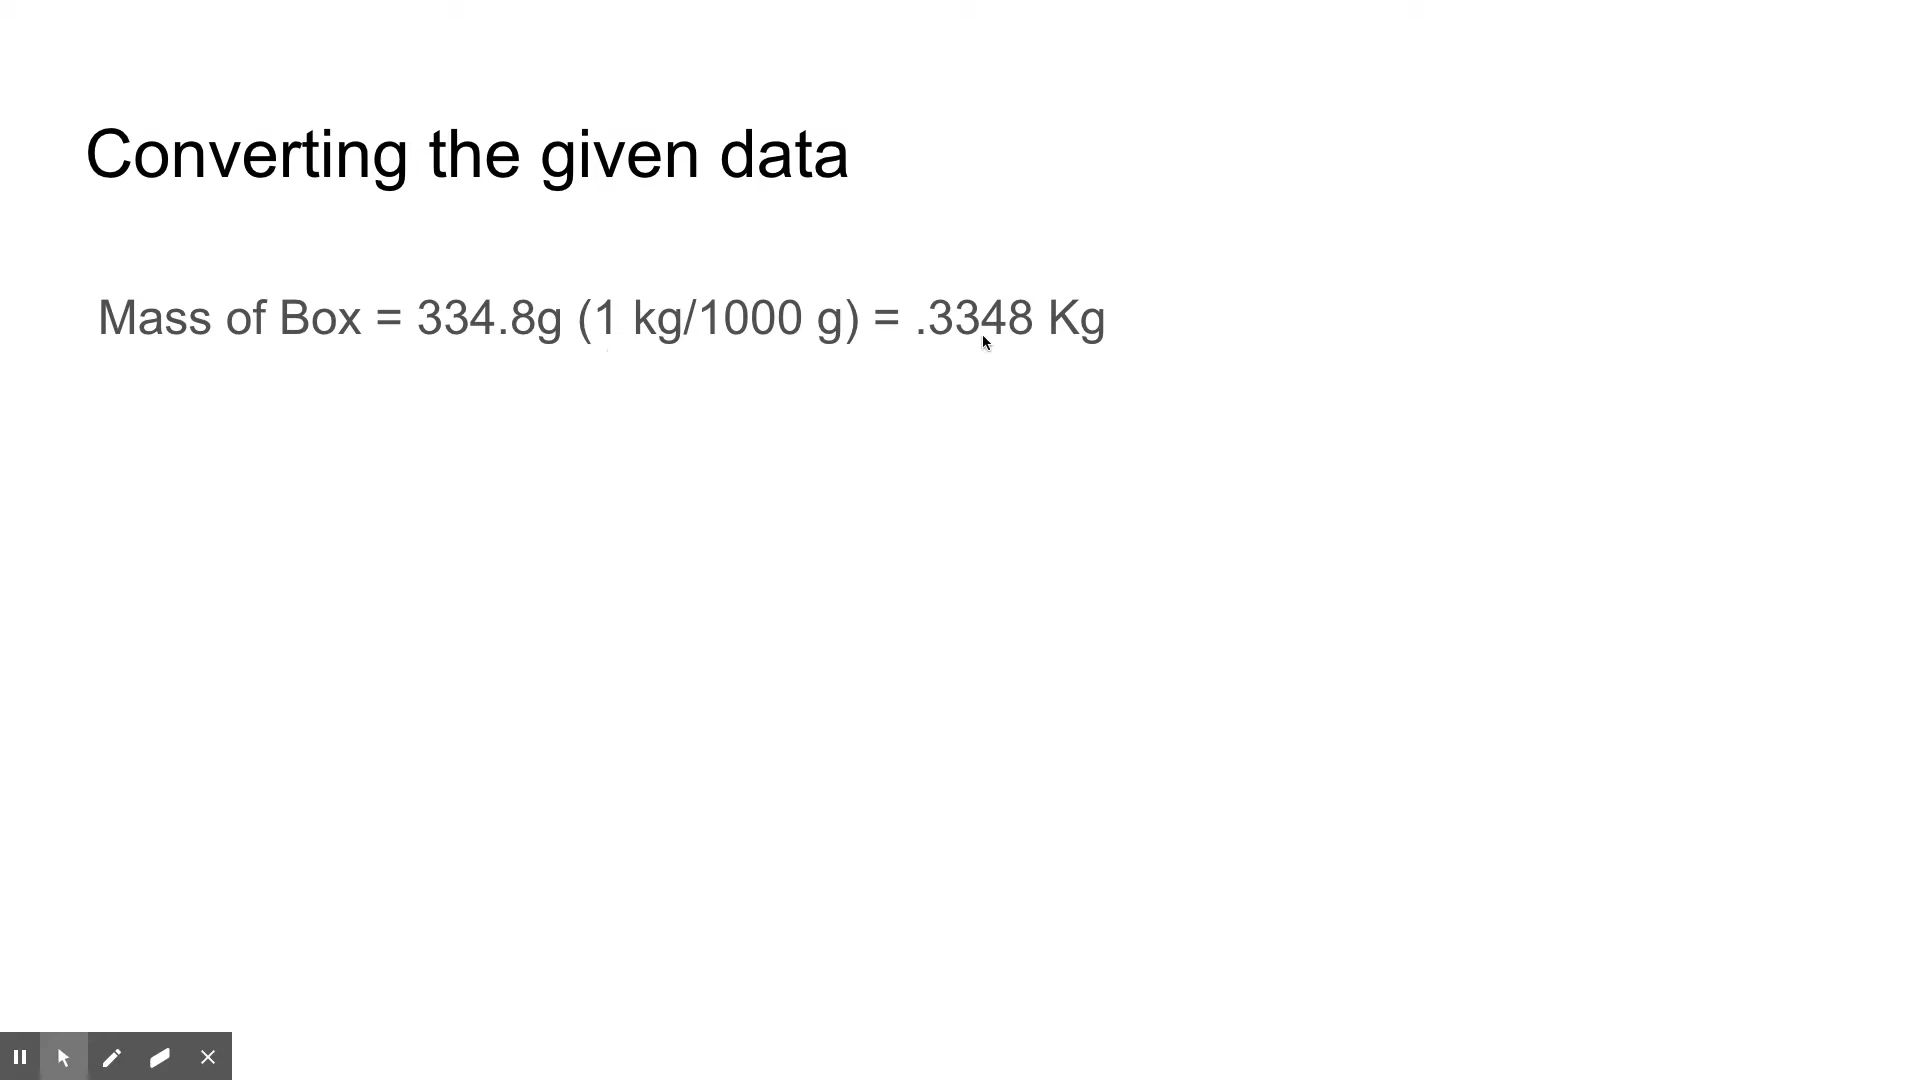 Converting the given data
Mass of Box = 334.8g (1 kg/1000 g) = .3348 Kg